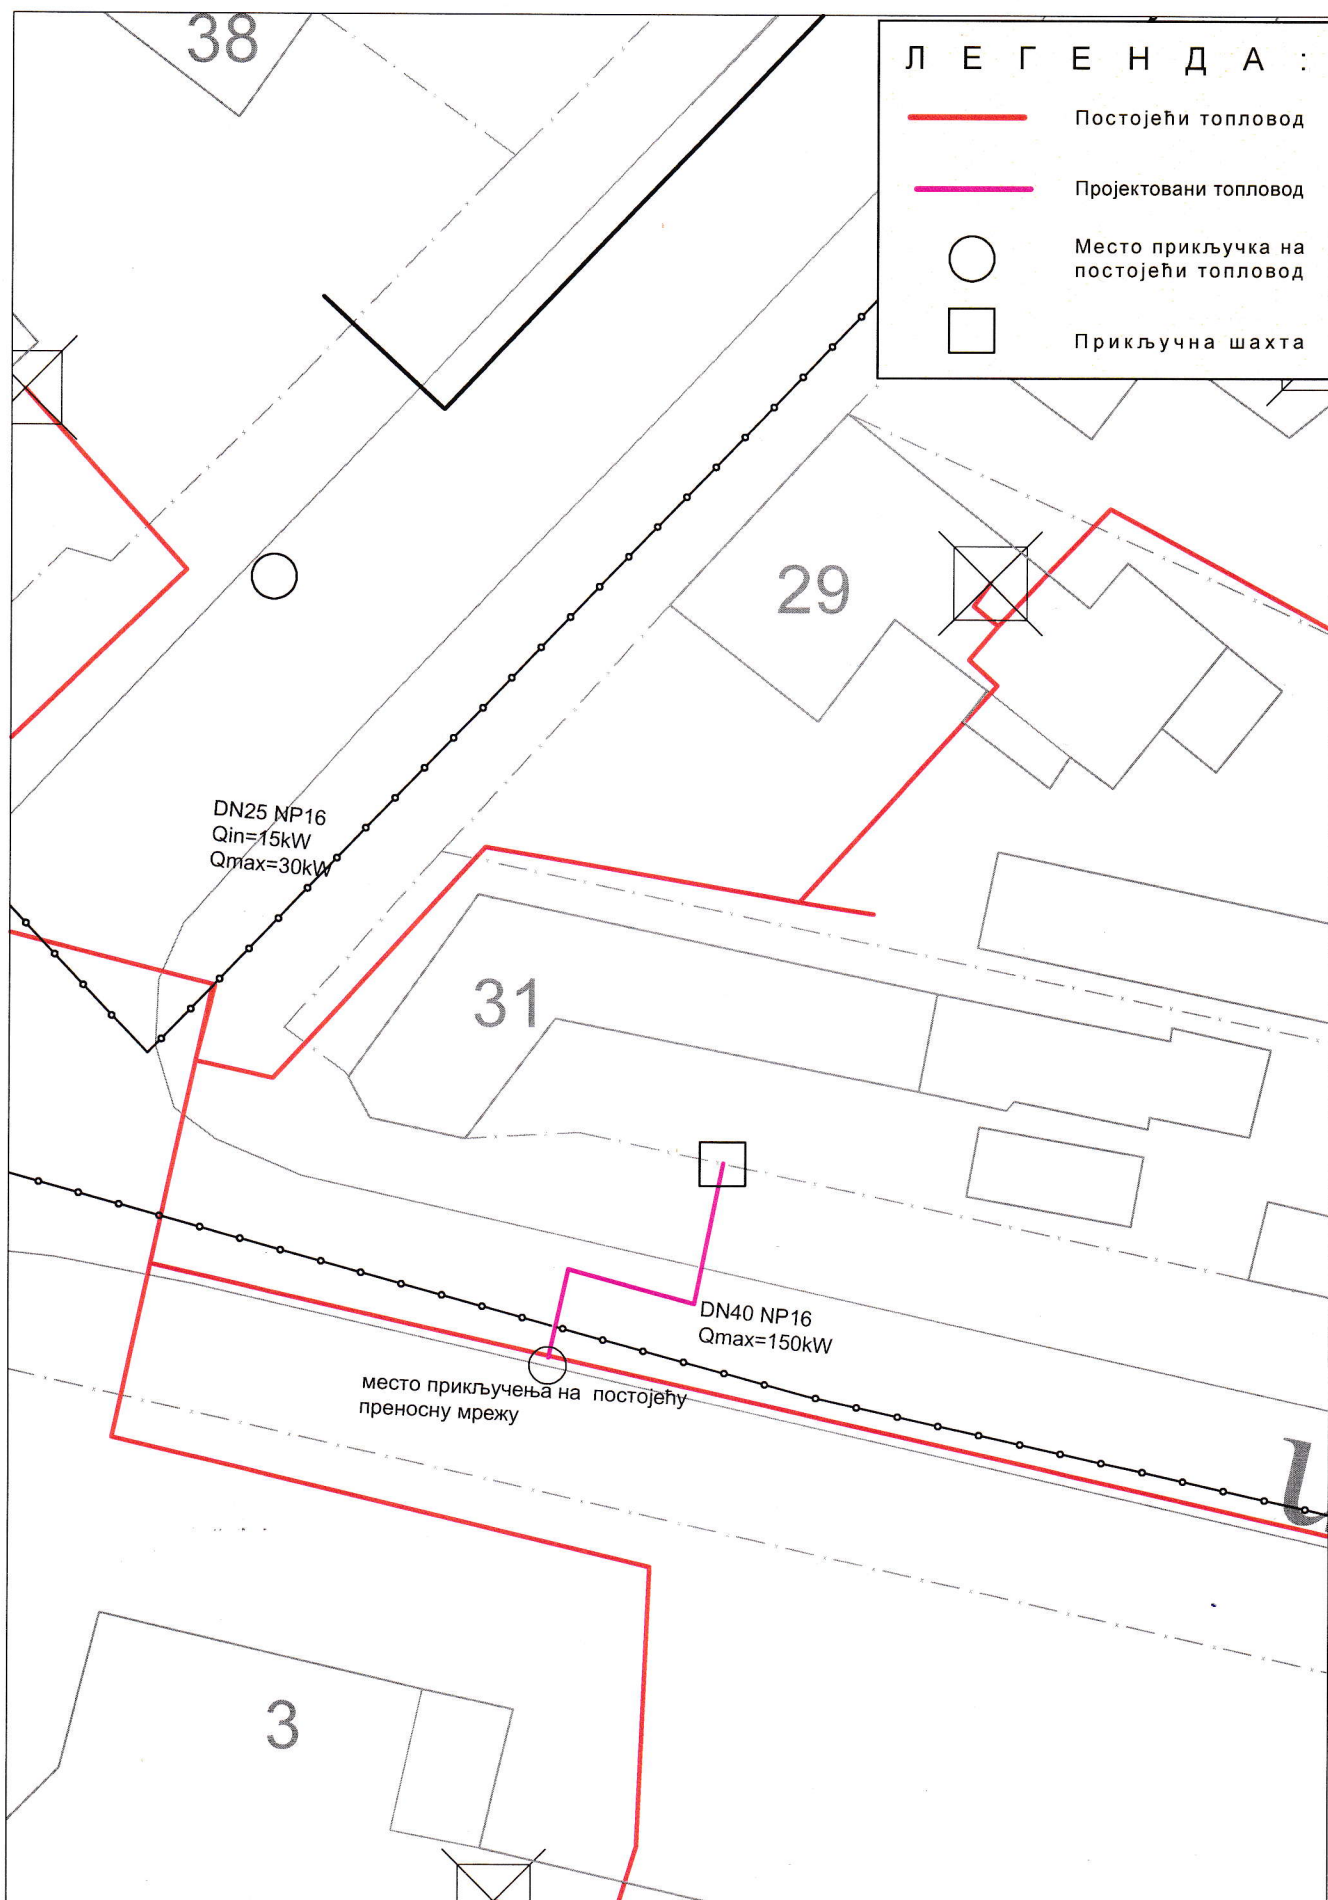 38
Л Е Г Е Н Д А :
Постојећи топловод
Пројектовани топловод
Место прикључка на
постојећи топловод
Прикључна шахта
29
DN25 NP16
Qin=15kW
Qmax=30kW
31
DN40 NP16
Qmax=150kW
место прикључења на постојећу
преносну мрежу
3